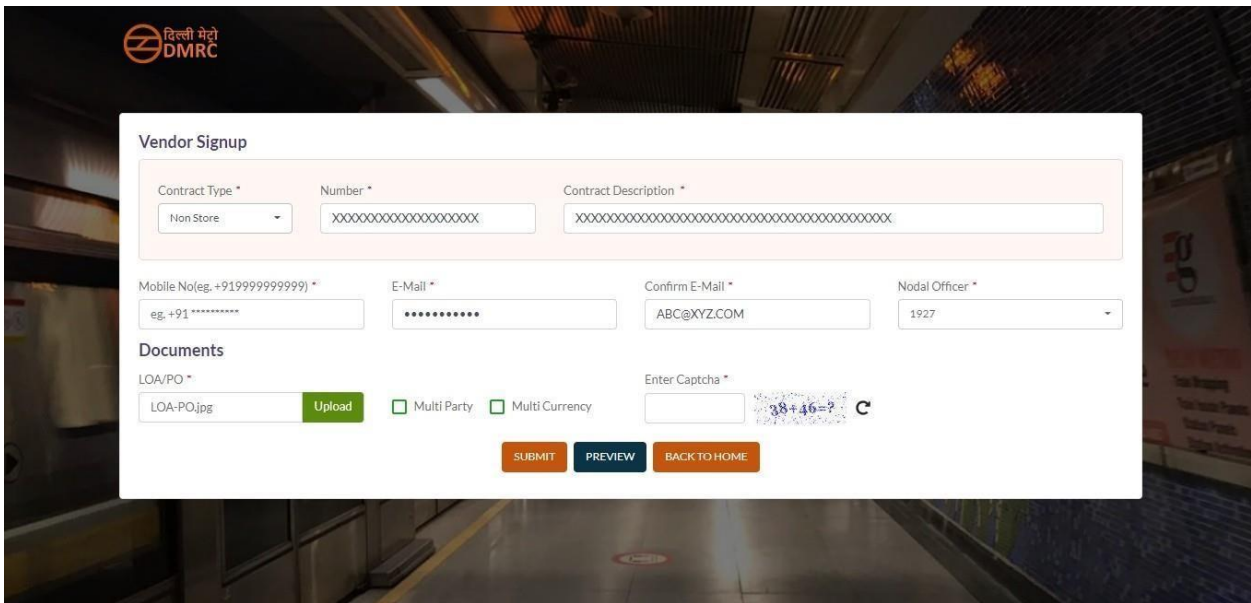 दिल्ली मेट्रो
DMRC
Vendor Signup
Contract Type * Number * Contract Description *
Non Store XXXXXXXXXXXXXXXXXXX XXXXXXXXXXXXXXXXXXXXXXXXXXXXXXXXXXXXXXXXX
Mobile No(eg. +919999999999) * E-Mail * Confirm E-Mail * Nodal Officer *
eg. +91 ********** ••••••••••• ABC@XYZ.COM 1927
Documents
LOA/PO * Enter Captcha *
LOA-PO.jpg Upload Multi Party Multi Currency 38+46=?
SUBMIT PREVIEW BACK TO HOME